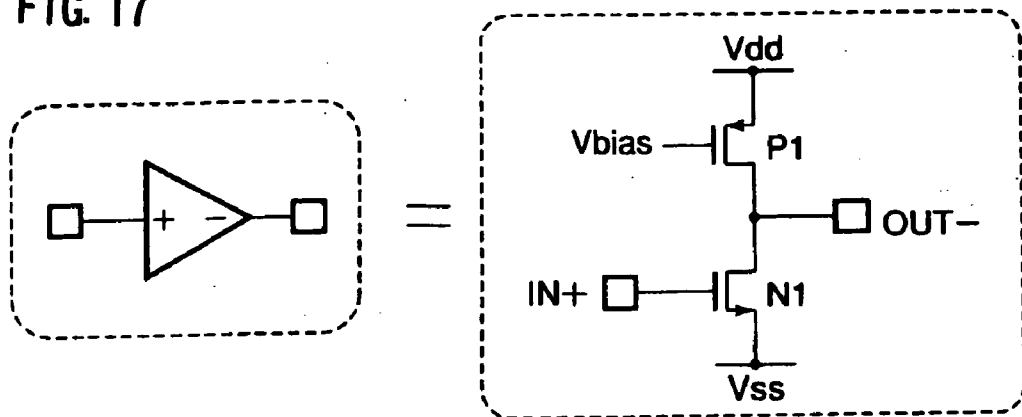 FIG. 17
Vdd
Vbias
P1
+ −
=
OUT−
IN+
N1
Vss